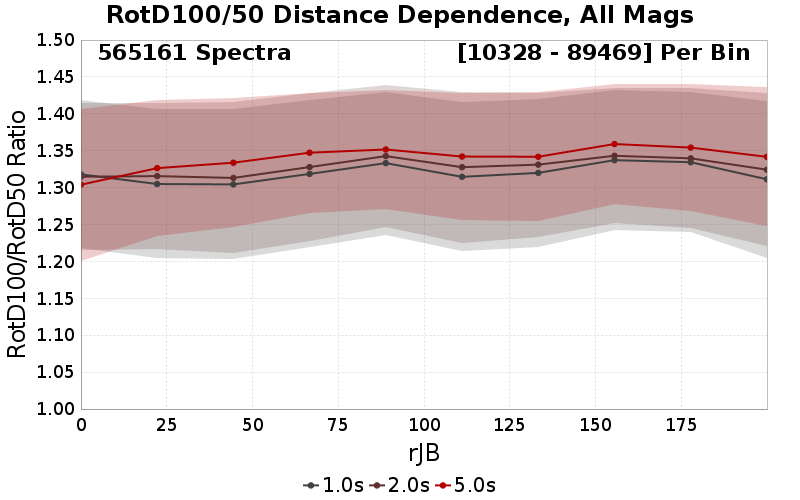 RotD100/50 Distance Dependence, All Mags
565161 Spectra
[10328 - 89469] Per Bin
RotD100/RotD50 Ratio
1.50
1.45
1.40
1.35
1.30
1.25
1.20
1.15
1.10
1.05
1.00
0 25 50 75 100 125 150 175
rJB
1.0s 2.0s 5.0s